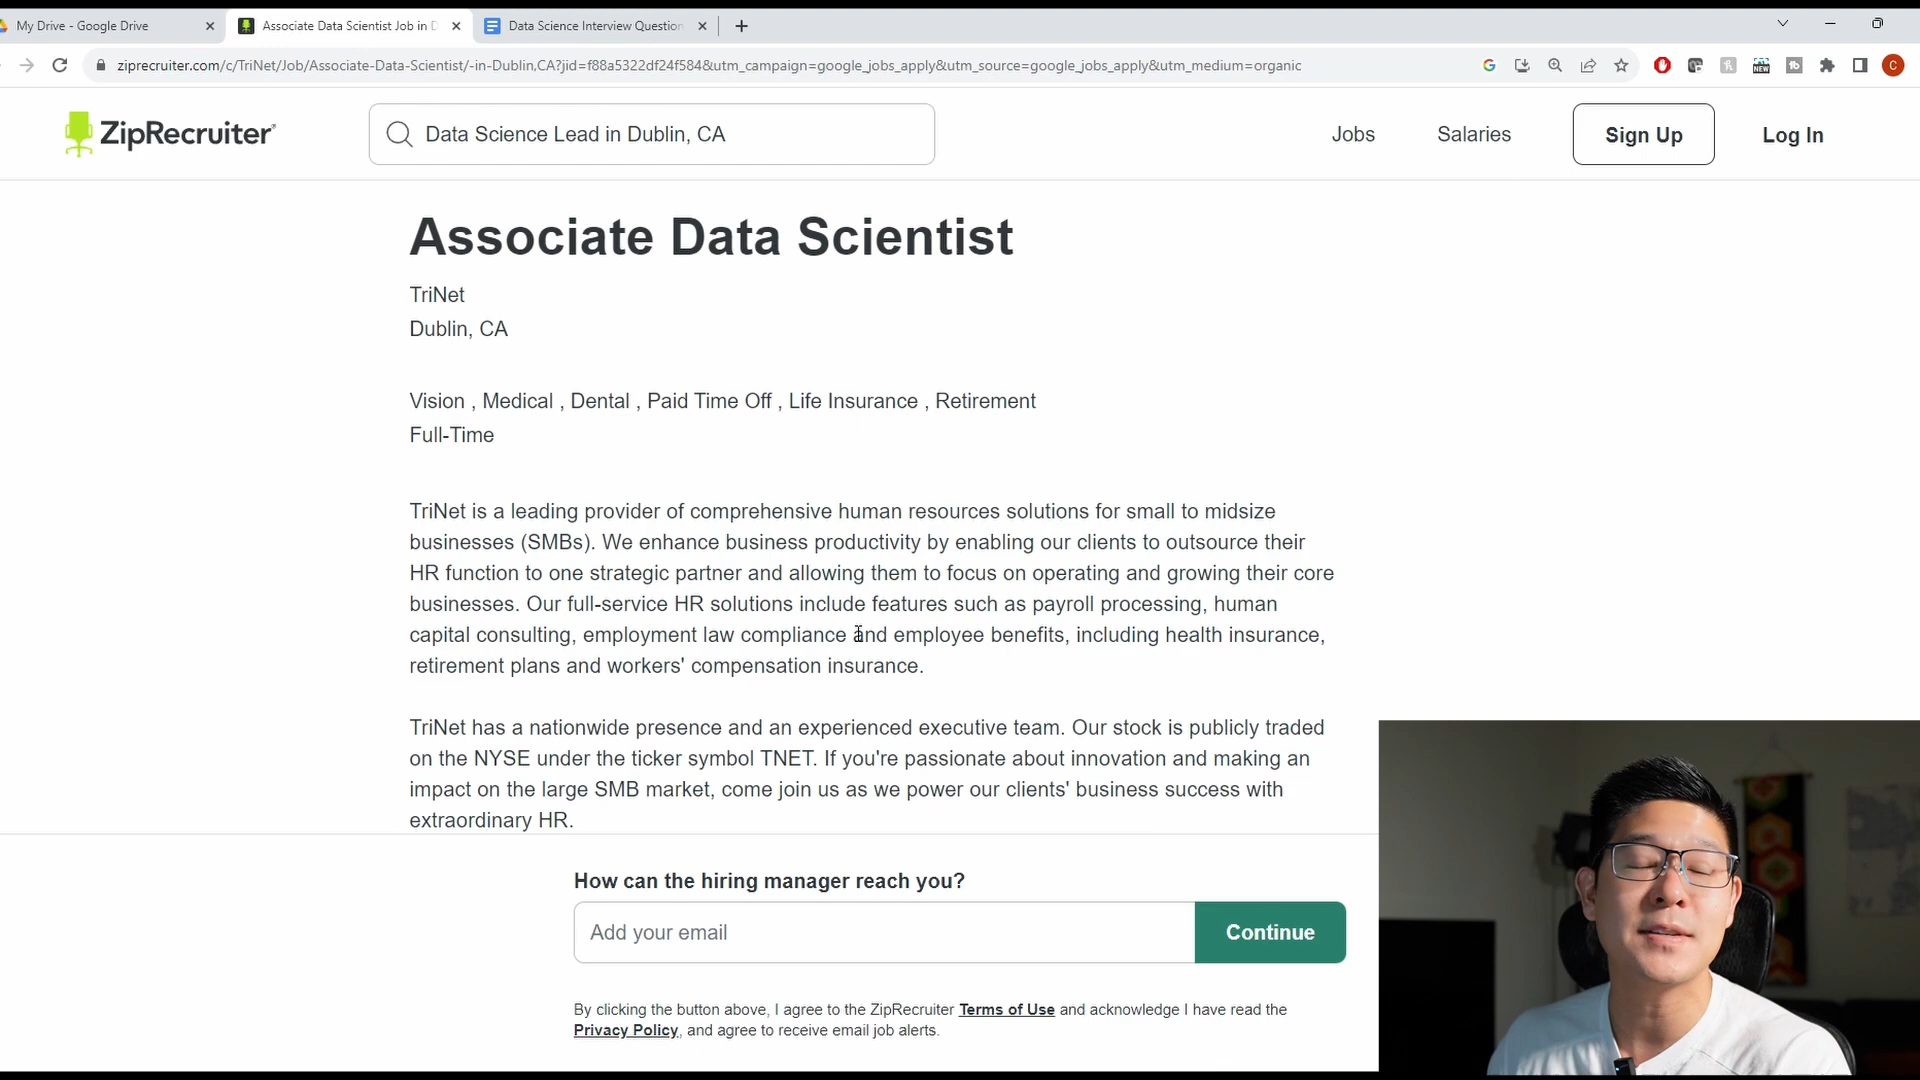 My Drive - Google Drive
Associate Data Scientist Job in D
Data Science Interview Question
ziprecruiter.com/c/TriNet/Job/Associate-Data-Scientist/-in-Dublin,CA?jid=f88a5322df24f584&utm_campaign=google_jobs_apply&utm_source=google_jobs_apply&utm_medium=organic
G
NEW
C
ZipRecruiter
Data Science Lead in Dublin, CA
Jobs
Salaries
Sign Up
Log In
Associate Data Scientist
TriNet
Dublin, CA
Vision , Medical , Dental , Paid Time Off , Life Insurance , Retirement
Full-Time
TriNet is a leading provider of comprehensive human resources solutions for small to midsize
businesses (SMBs). We enhance business productivity by enabling our clients to outsource their
HR function to one strategic partner and allowing them to focus on operating and growing their core
businesses. Our full-service HR solutions include features such as payroll processing, human
capital consulting, employment law compliance and employee benefits, including health insurance,
retirement plans and workers' compensation insurance.
TriNet has a nationwide presence and an experienced executive team. Our stock is publicly traded
on the NYSE under the ticker symbol TNET. If you're passionate about innovation and making an
impact on the large SMB market, come join us as we power our clients' business success with
extraordinary HR.
How can the hiring manager reach you?
Add your email
Continue
By clicking the button above, I agree to the ZipRecruiter Terms of Use and acknowledge I have read the
Privacy Policy, and agree to receive email job alerts.